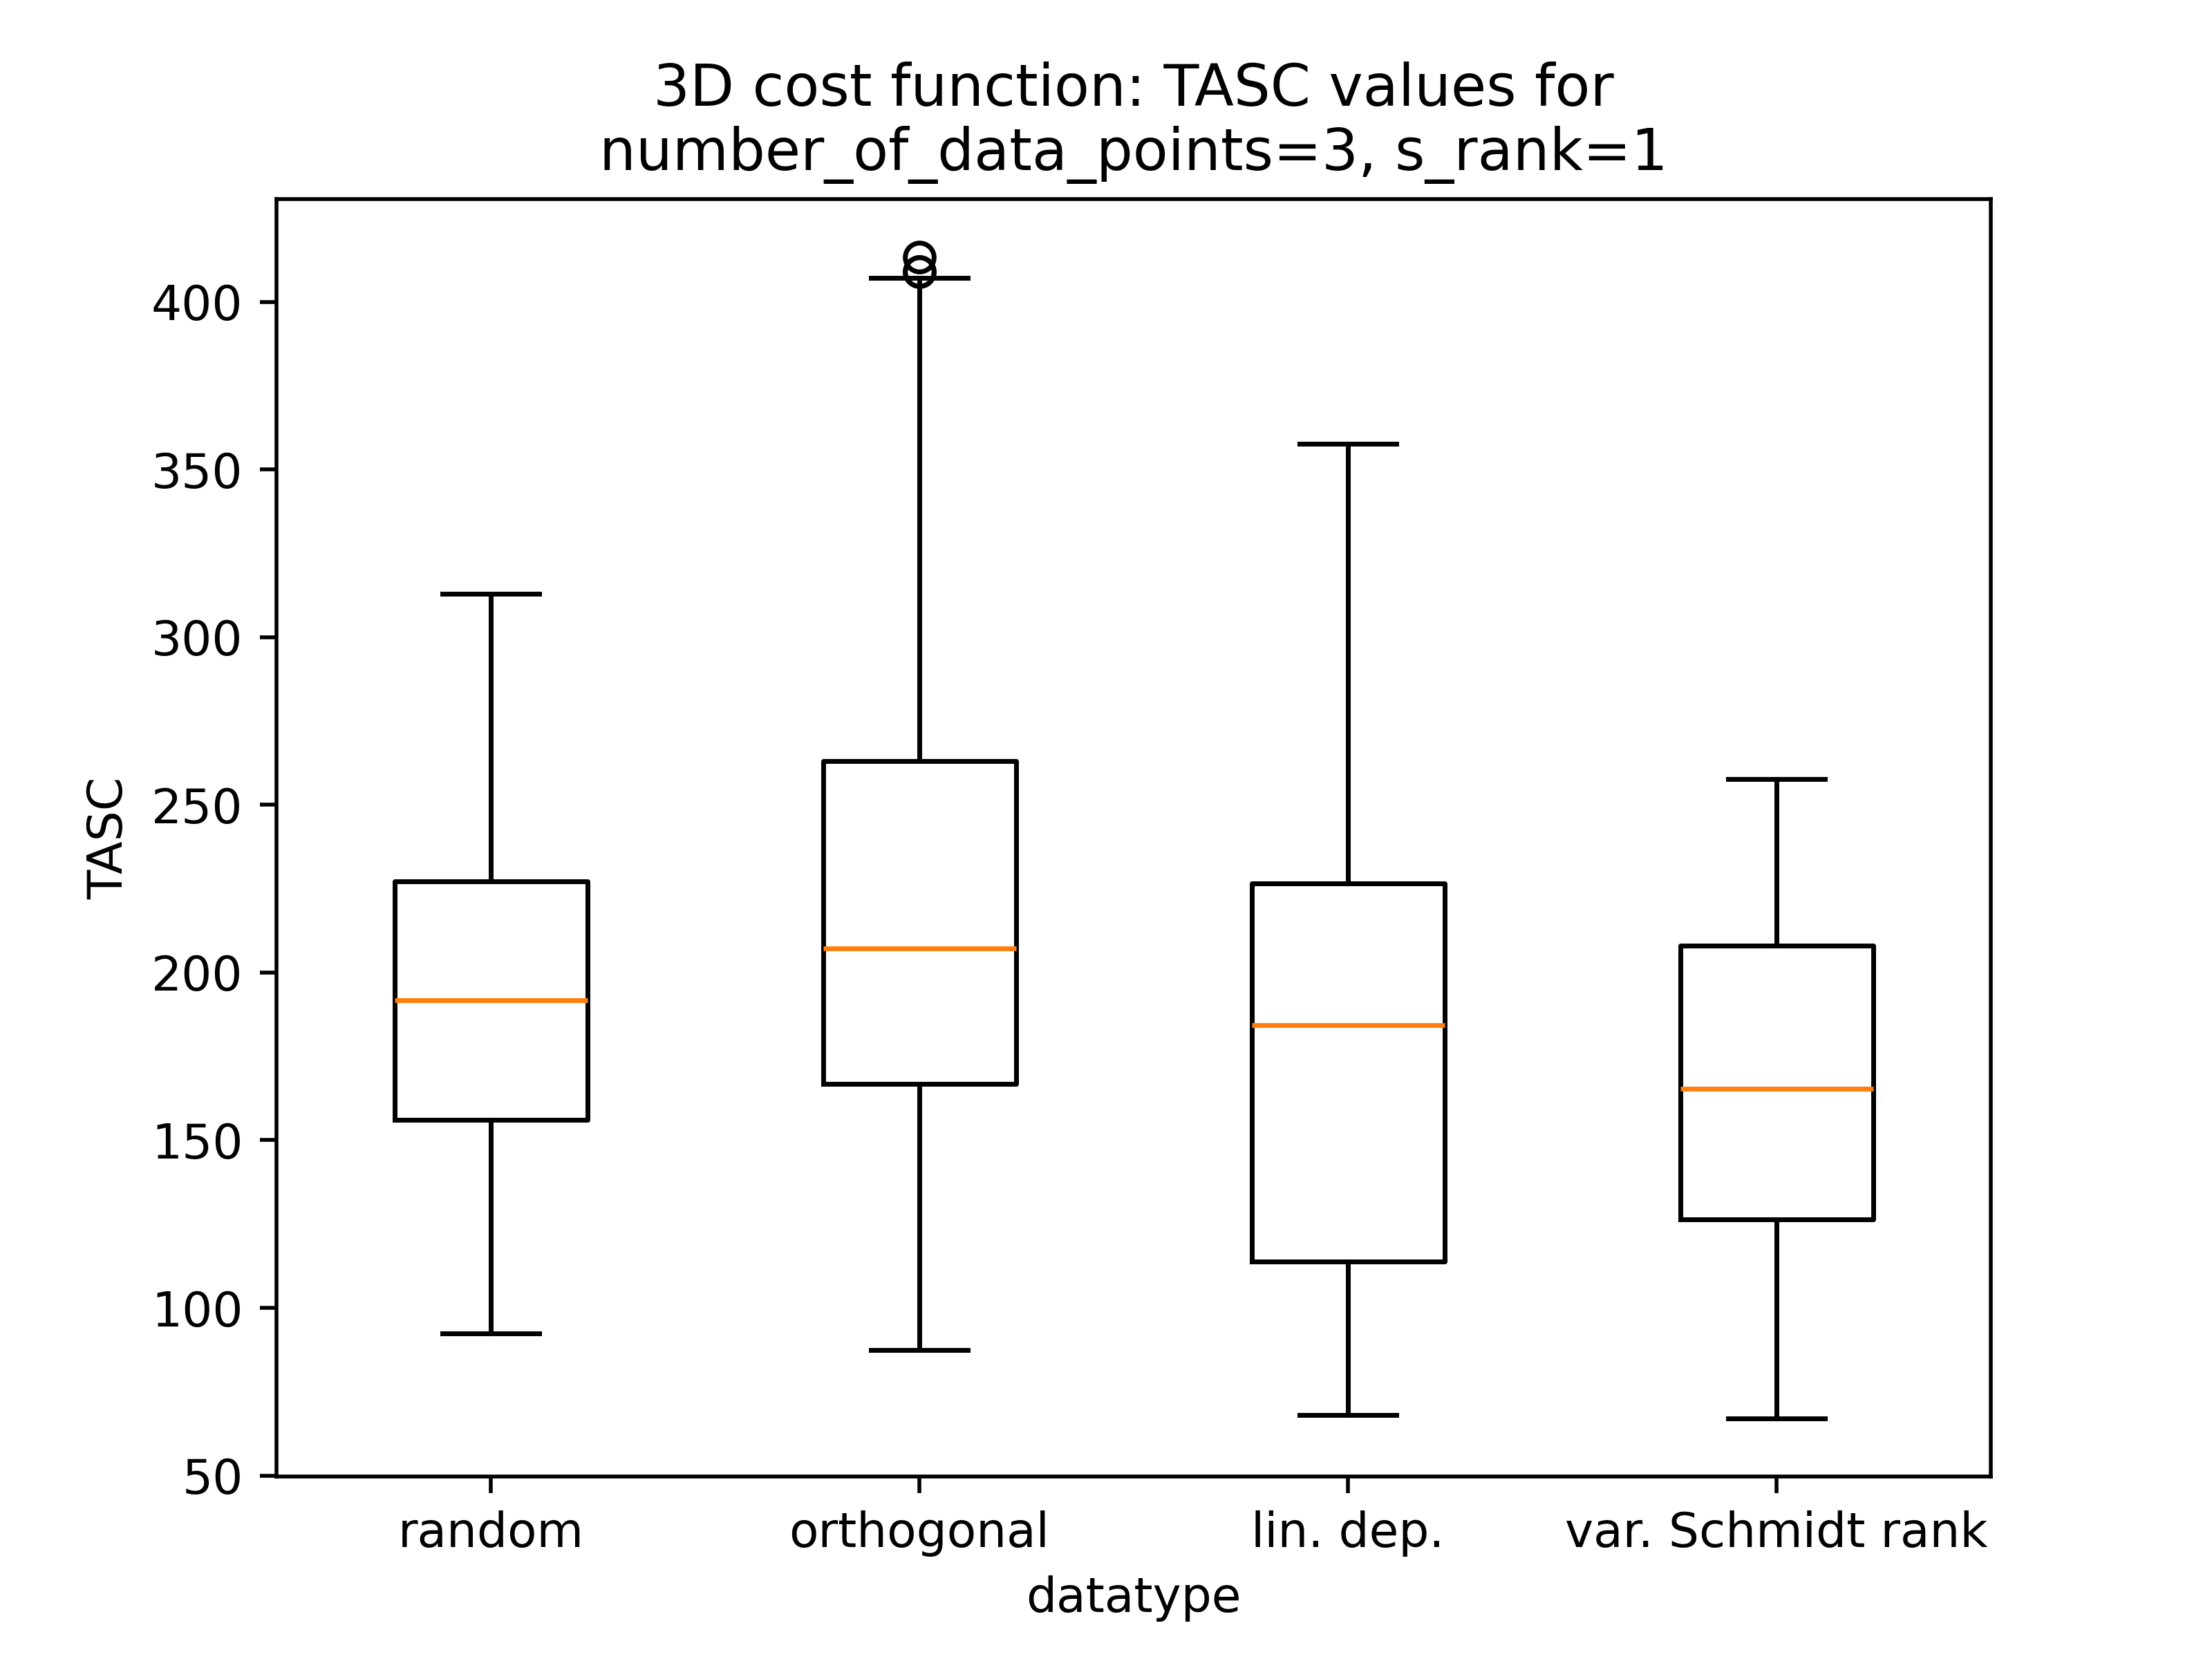 3D cost function: TASC values for
number_of_data_points=3, s_rank=1
TASC
400
350
300
250
200
150
100
50
random
orthogonal
lin. dep.
var. Schmidt rank
datatype